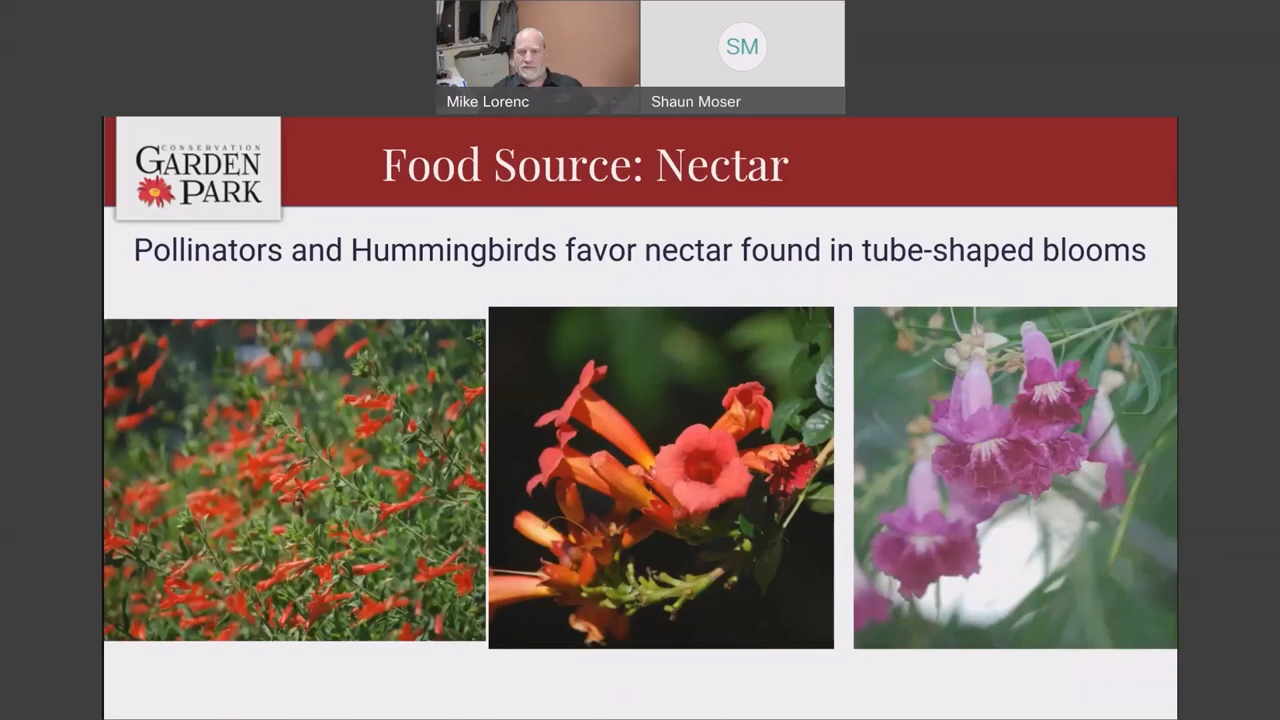 SM
Mike Lorenc
Shaun Moser
CONSERVATION
GARDEN
PARK
Food Source: Nectar
Pollinators and Hummingbirds favor nectar found in tube-shaped blooms